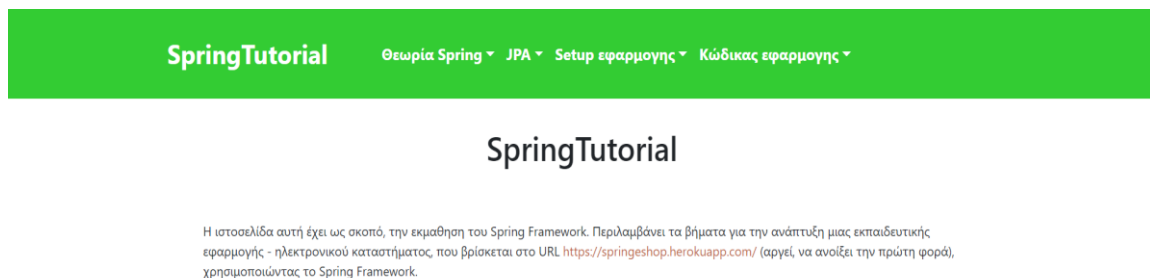 SpringTutorial Θεωρία Spring JPA Setup εφαρμογης Κώδικας εφαρμογης
SpringTutorial
Η ιστοσελίδα αυτή έχει ως σκοπό, την εκμαθηση του Spring Framework. Περιλαμβάνει τα βήματα για την ανάπτυξη μιας εκπαιδευτικής
εφαρμογής - ηλεκτρονικού καταστήματος, που βρίσκεται στο URL https://springeshop.herokuapp.com/ (αργεί, να ανοίξει την πρώτη φορά),
χρησιμοποιώντας το Spring Framework.